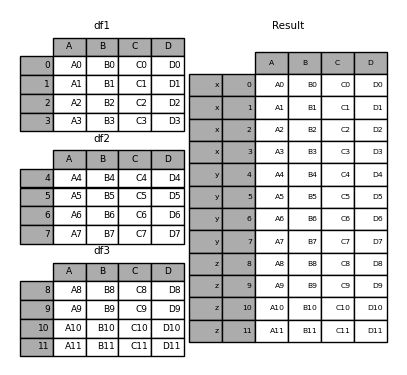 df1
A B C D
0 A0 B0 C0 D0
1 A1 B1 C1 D1
2 A2 B2 C2 D2
3 A3 B3 C3 D3
df2
A B C D
4 A4 B4 C4 D4
5 A5 B5 C5 D5
6 A6 B6 C6 D6
7 A7 B7 C7 D7
df3
A B C D
8 A8 B8 C8 D8
9 A9 B9 C9 D9
10 A10 B10 C10 D10
11 A11 B11 C11 D11
Result
A B C D
x 0 A0 B0 C0 D0
x 1 A1 B1 C1 D1
x 2 A2 B2 C2 D2
x 3 A3 B3 C3 D3
y 4 A4 B4 C4 D4
y 5 A5 B5 C5 D5
y 6 A6 B6 C6 D6
y 7 A7 B7 C7 D7
z 8 A8 B8 C8 D8
z 9 A9 B9 C9 D9
z 10 A10 B10 C10 D10
z 11 A11 B11 C11 D11